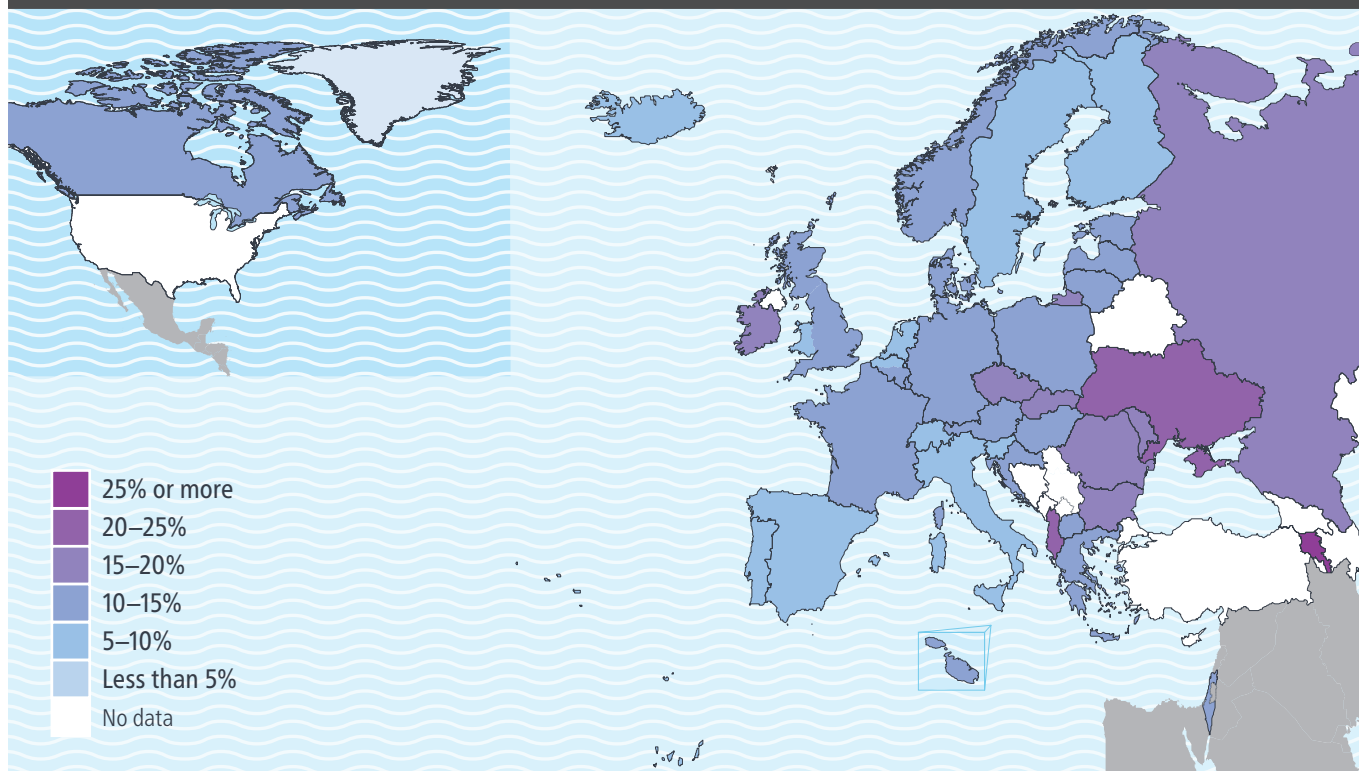 25% or more
20–25%
15–20%
10–15%
5–10%
Less than 5%
No data